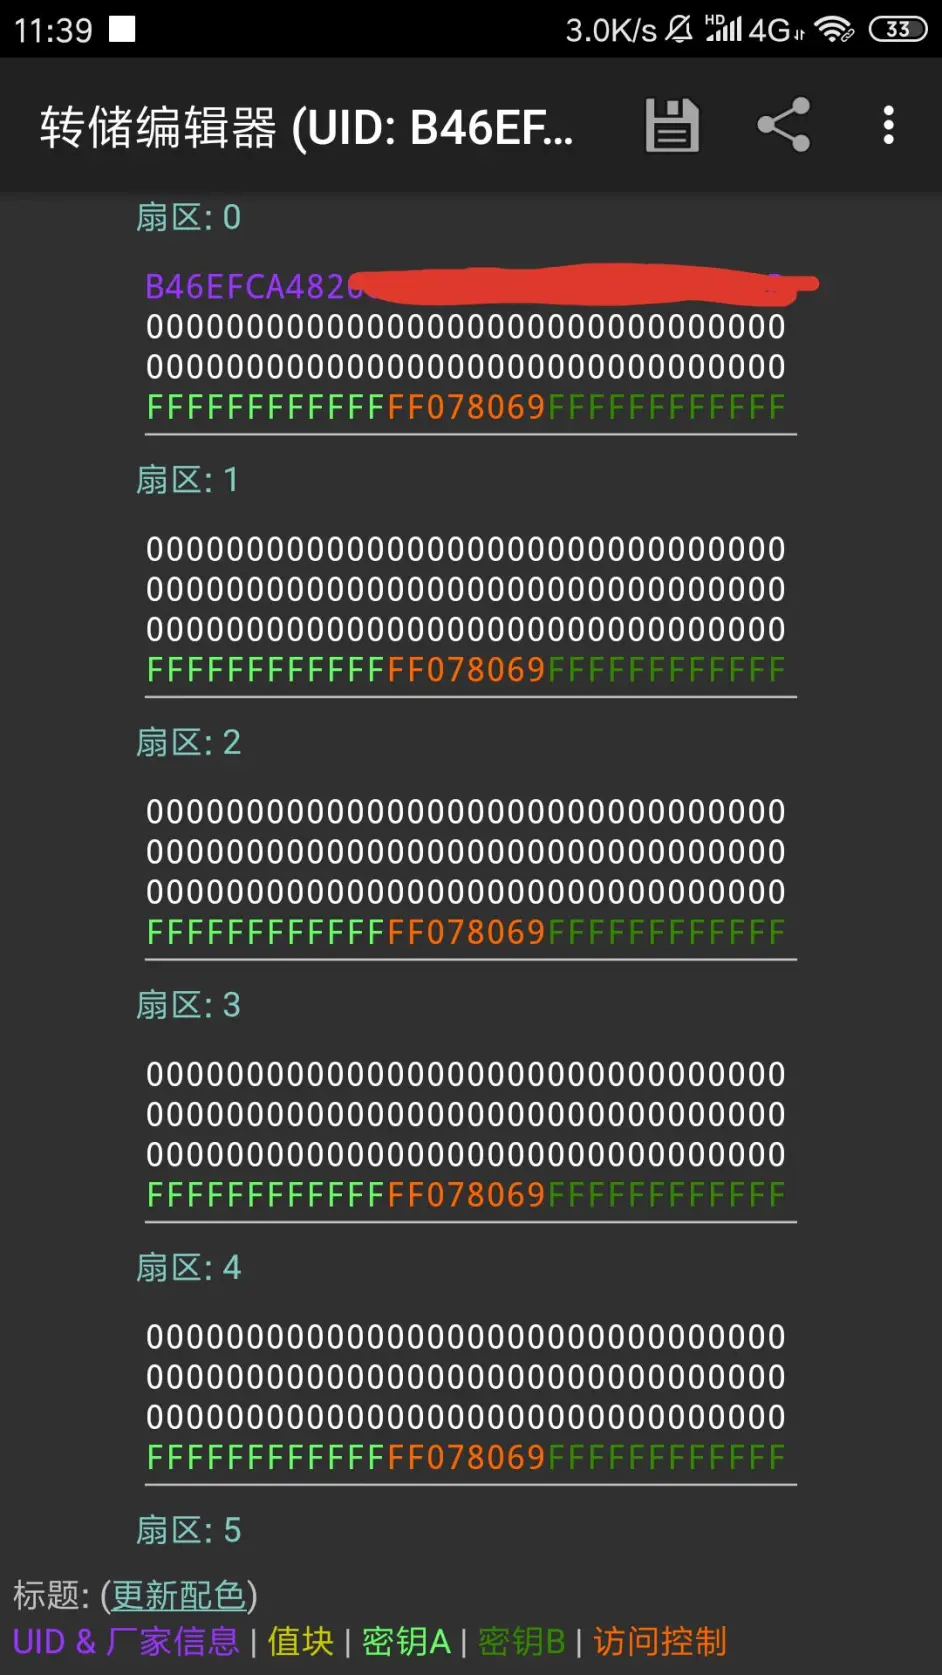 11:39 3.0K/s HD 4G 33
转储编辑器 (UID: B46EF...
扇区: 0
B46EFCA482
00000000000000000000000000000000
00000000000000000000000000000000
FFFFFFFFFFFFFF078069FFFFFFFFFFFF
扇区: 1
00000000000000000000000000000000
00000000000000000000000000000000
00000000000000000000000000000000
FFFFFFFFFFFFFF078069FFFFFFFFFFFF
扇区: 2
00000000000000000000000000000000
00000000000000000000000000000000
00000000000000000000000000000000
FFFFFFFFFFFFFF078069FFFFFFFFFFFF
扇区: 3
00000000000000000000000000000000
00000000000000000000000000000000
00000000000000000000000000000000
FFFFFFFFFFFFFF078069FFFFFFFFFFFF
扇区: 4
00000000000000000000000000000000
00000000000000000000000000000000
00000000000000000000000000000000
FFFFFFFFFFFFFF078069FFFFFFFFFFFF
扇区: 5
标题: (更新配色)
UID & 厂家信息 | 值块 | 密钥A | 密钥B | 访问控制